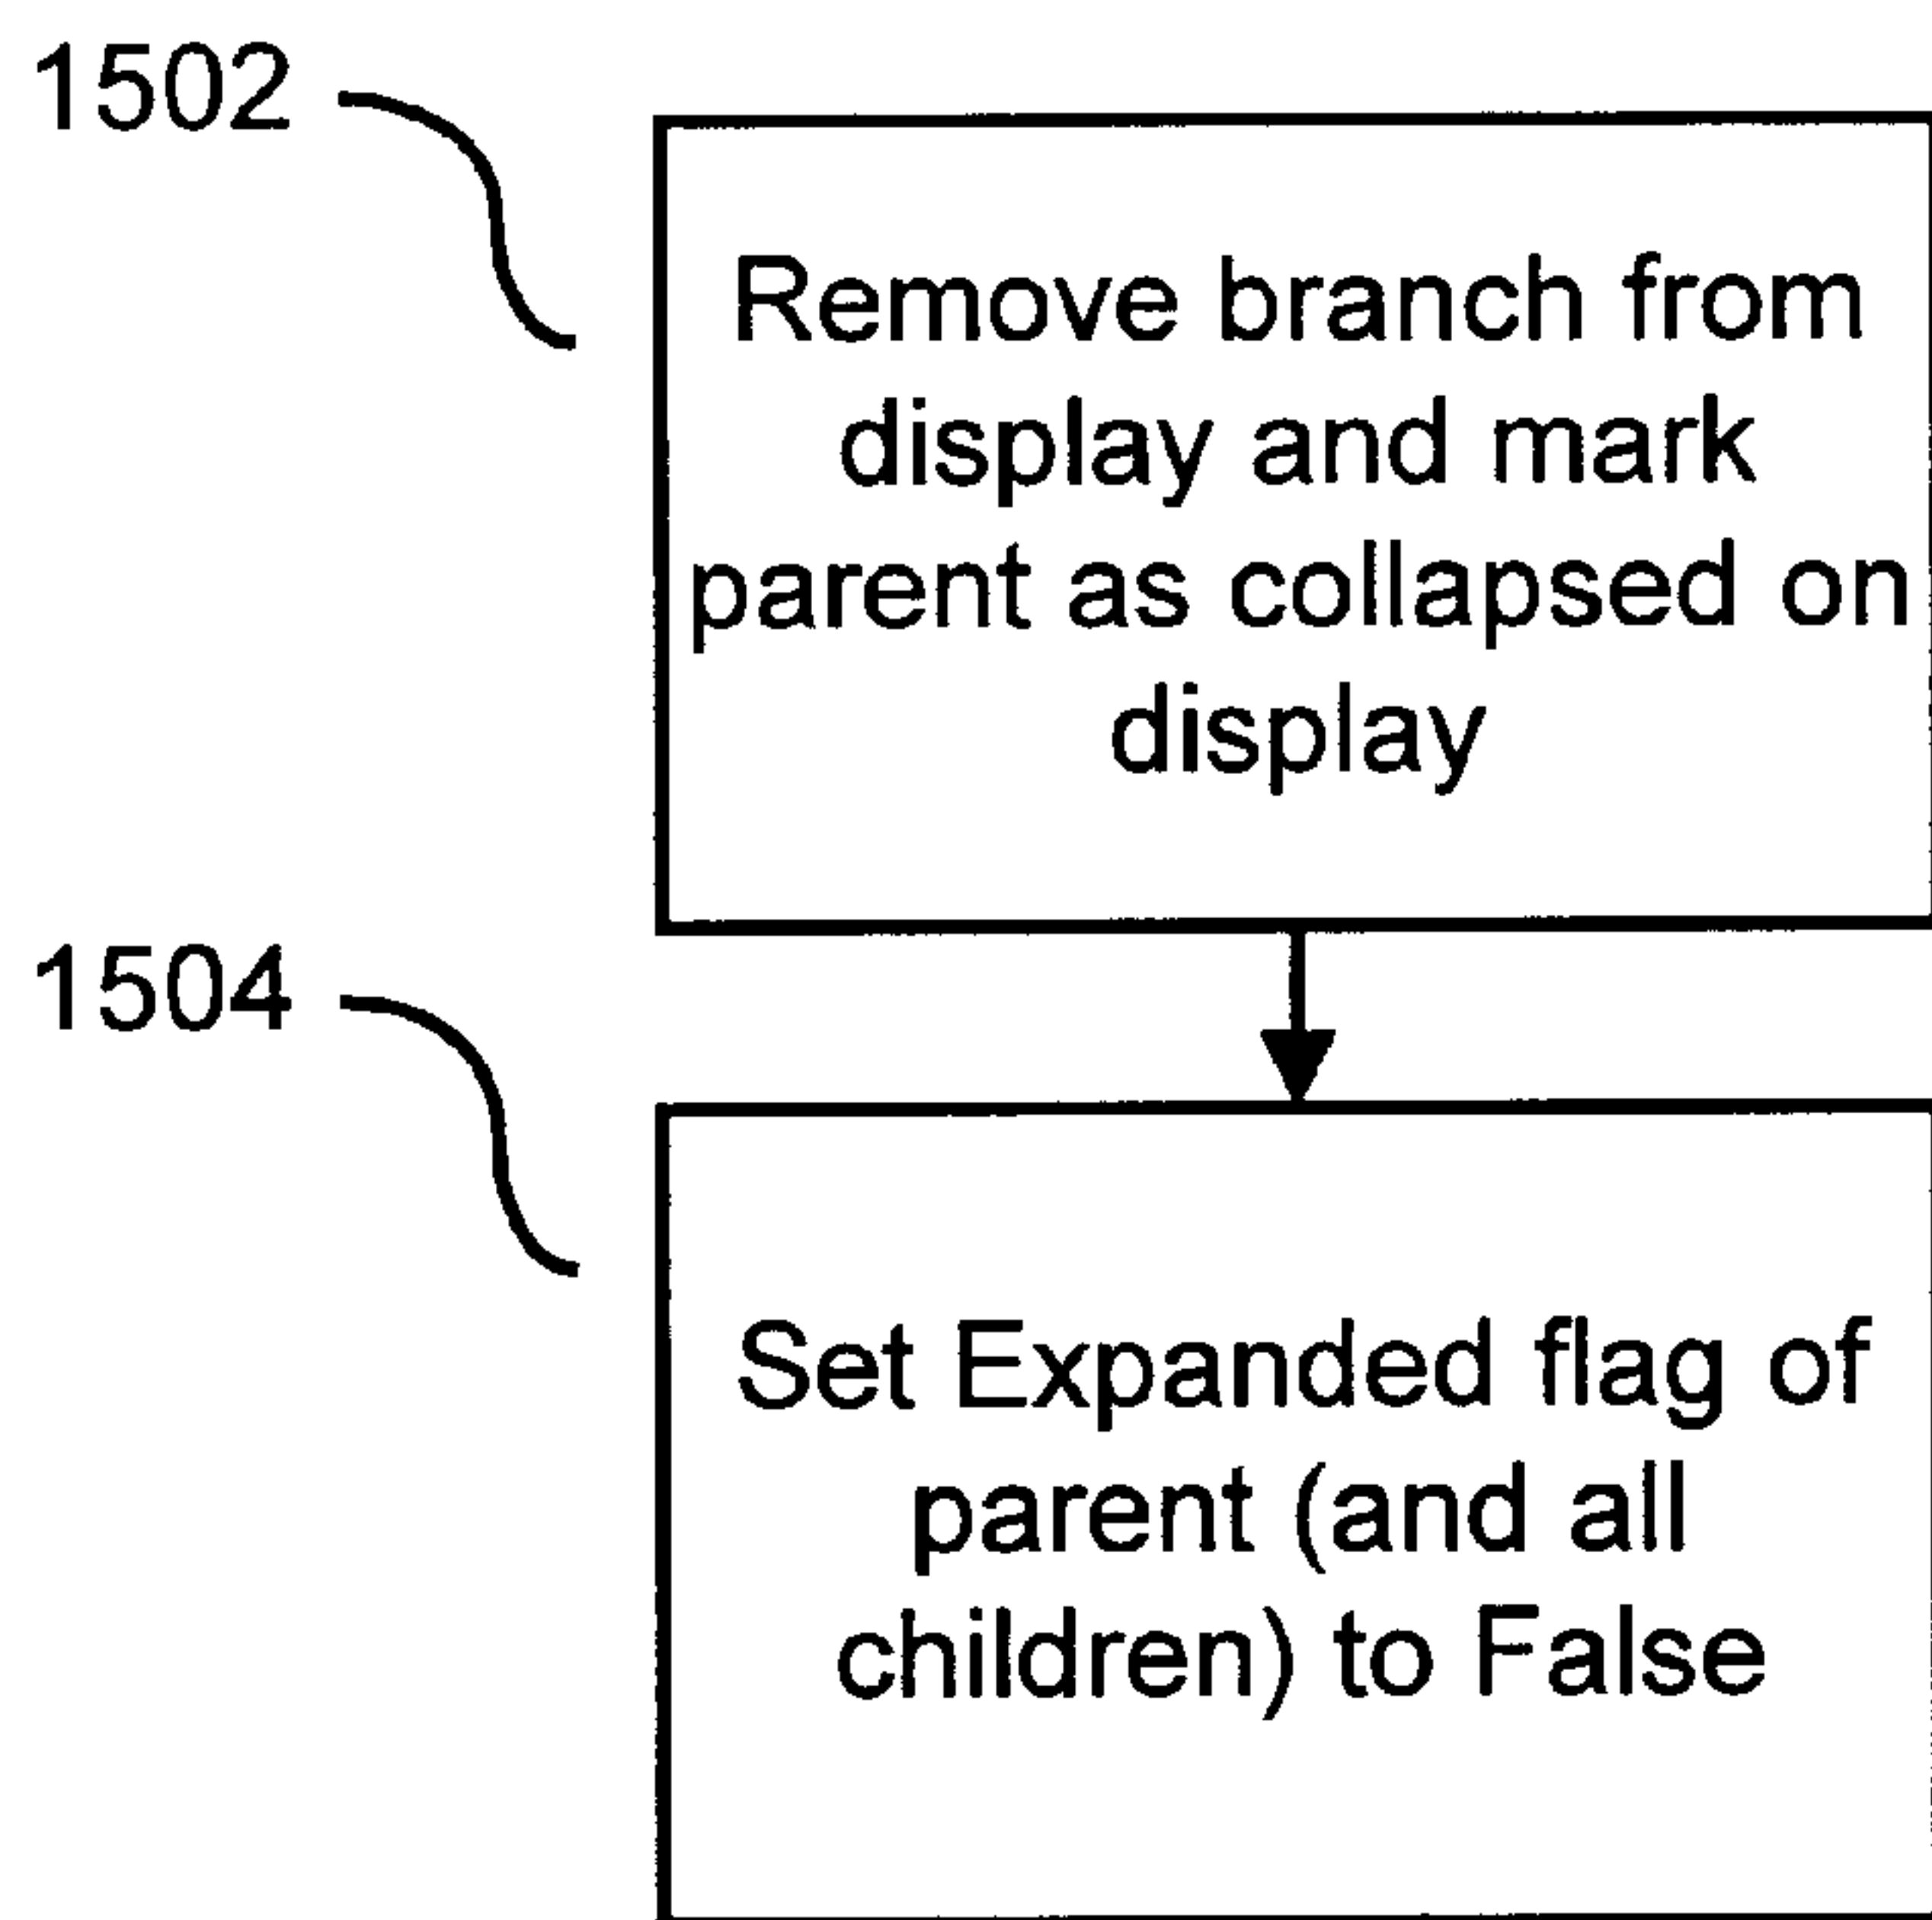 1502
Remove branch from
display and mark
parent as collapsed on
display
1504
Set Expanded flag of
parent (and all
children) to False